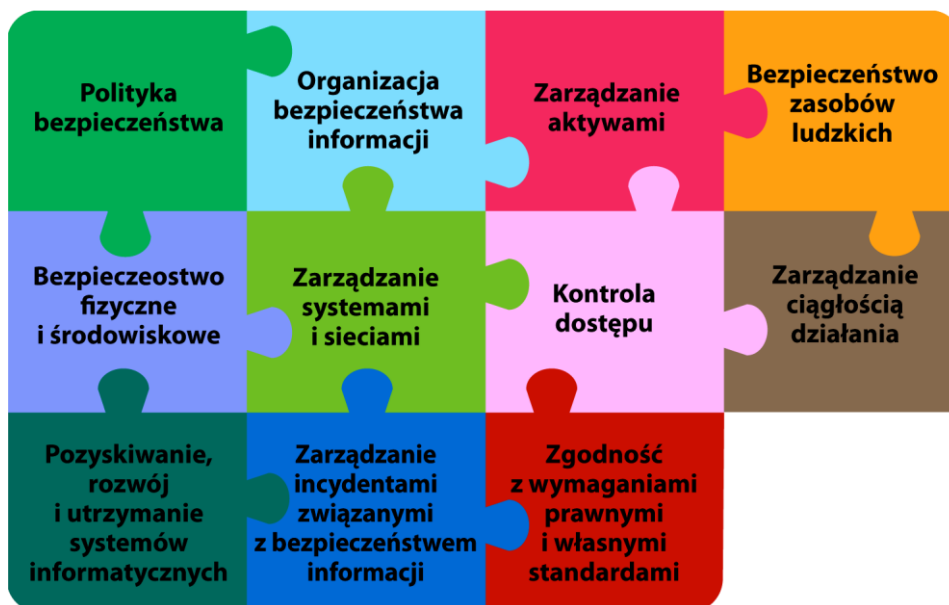 Polityka
bezpieczeństwa
Organizacja
bezpieczeństwa
informacji
Zarządzanie
aktywami
Bezpieczeństwo
zasobów
ludzkich
Bezpieczeostwo
fizyczne
i środowiskowe
Zarządzanie
systemami
i sieciami
Kontrola
dostępu
Zarządzanie
ciągłością
działania
Pozyskiwanie,
rozwój
i utrzymanie
systemów
informatycznych
Zarządzanie
incydentami
związanymi
z bezpieczeństwem
informacji
Zgodność
z wymaganiami
prawnymi
i własnymi
standardami